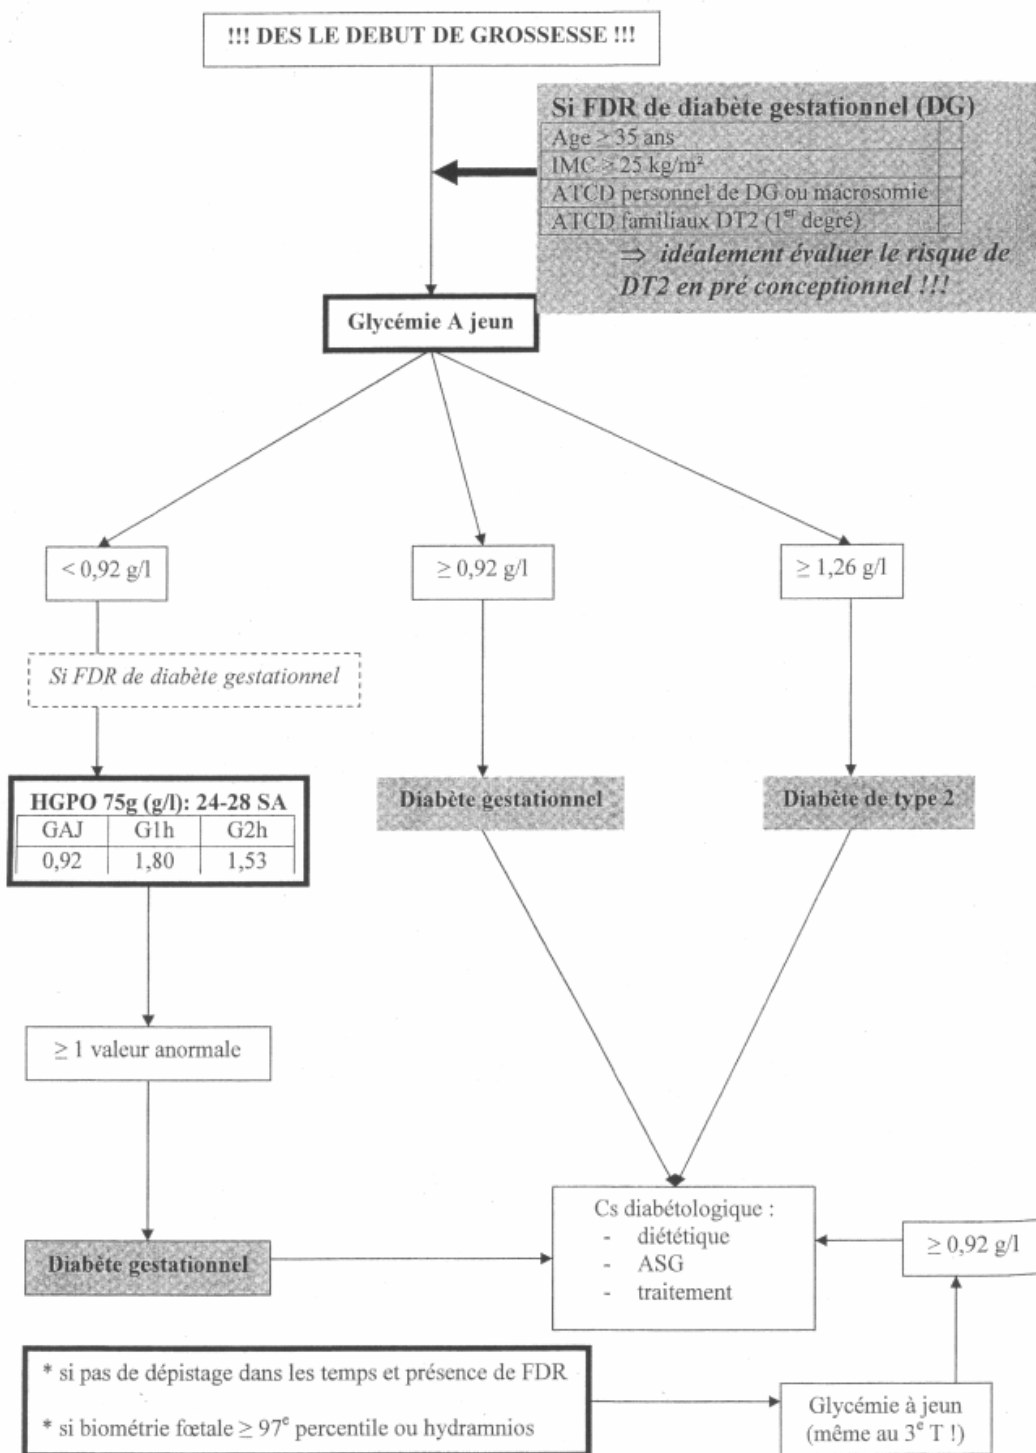 !!! DES LE DEBUT DE GROSSESSE !!!
Si FDR de diabète gestationnel (DG)
Age ≥ 35 ans
IMC ≥ 25 kg/m²
ATCD personnel de DG ou macrosomie
ATCD familiaux DT2 (1er degré)
⇒ idéalement évaluer le risque de
DT2 en pré conceptionnel !!!
Glycémie A jeun
< 0,92 g/l
≥ 0,92 g/l
≥ 1,26 g/l
Si FDR de diabète gestationnel
HGPO 75g (g/l): 24-28 SA
GAJ G1h G2h
0,92 1,80 1,53
Diabète gestationnel
Diabète de type 2
≥ 1 valeur anormale
Diabète gestationnel
Cs diabétologique :
- diététique
- ASG
- traitement
≥ 0,92 g/l
* si pas de dépistage dans les temps et présence de FDR
* si biométrie fœtale ≥ 97e percentile ou hydramnios
Glycémie à jeun
(même au 3e T !)